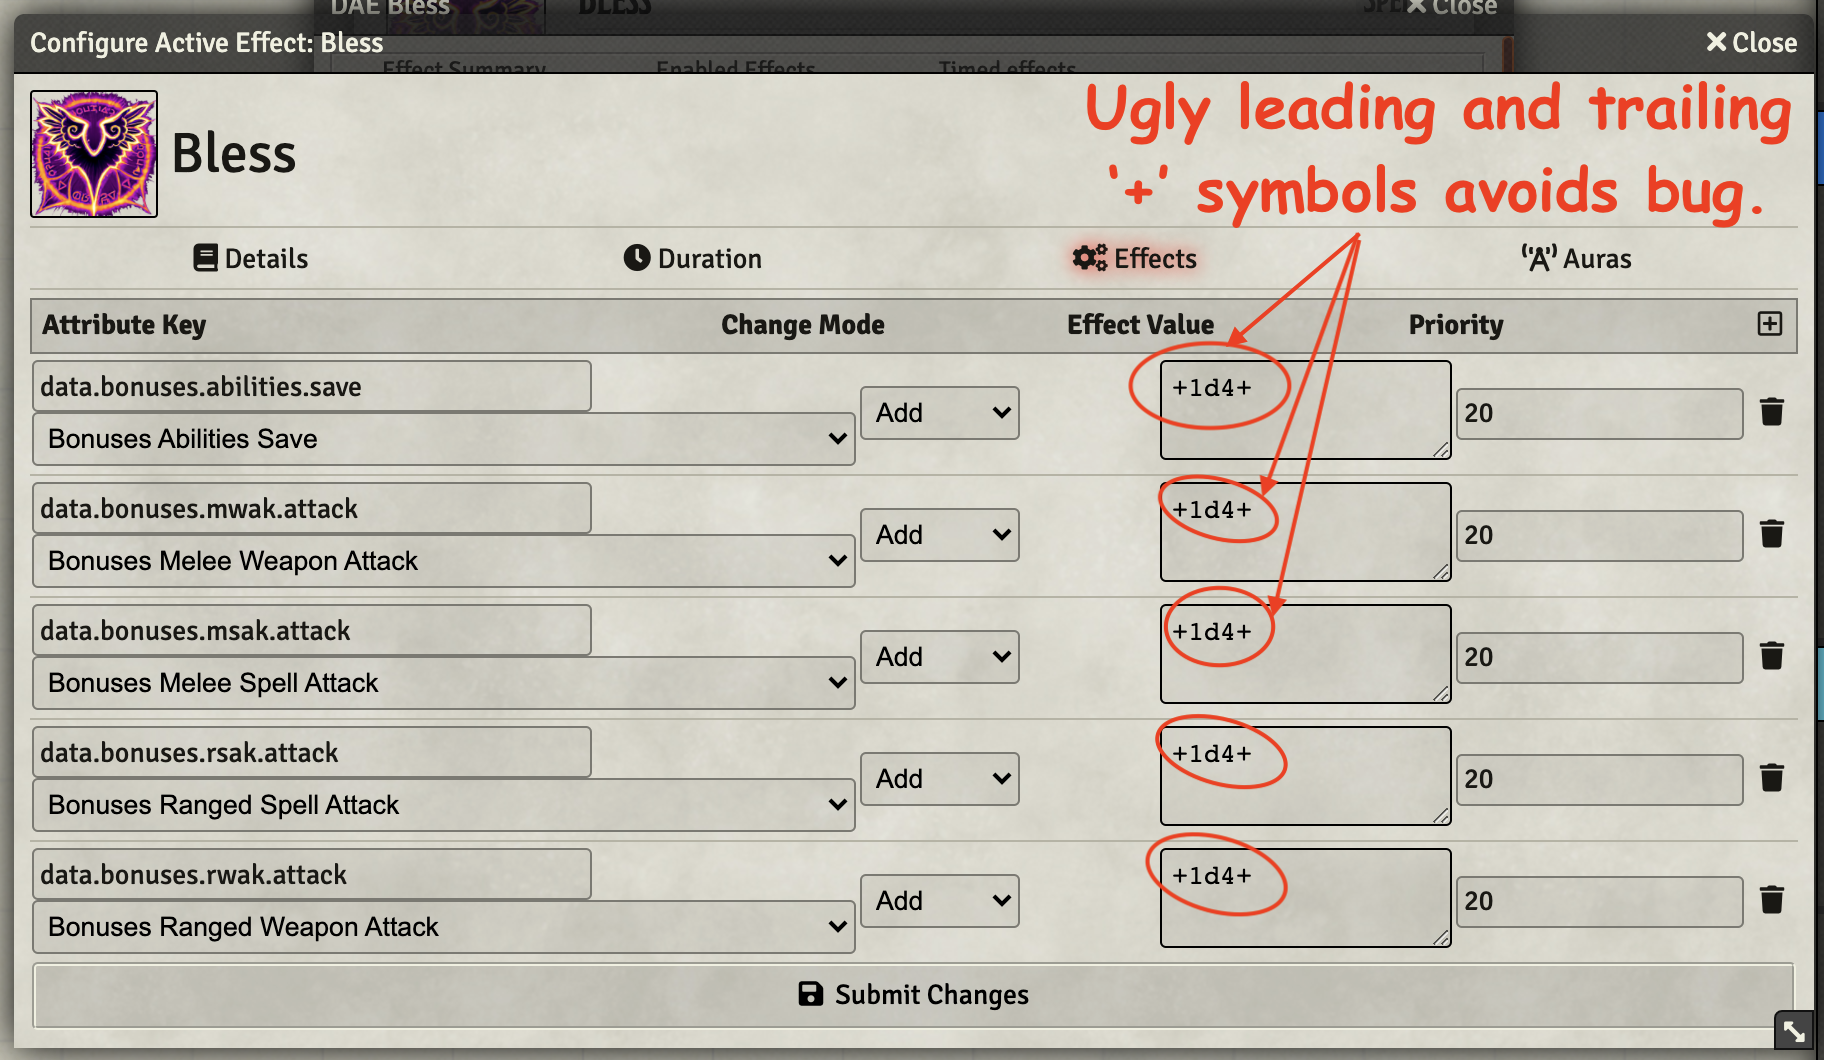 DAE Bless
BLESS
Close
Configure Active Effect: Bless
Close
Effect Summary
Enabled Effects
Timed effects
Ugly leading and trailing
'+' symbols avoids bug.
Bless
Details
Duration
Effects
Auras
Attribute Key
Change Mode
Effect Value
Priority
data.bonuses.abilities.save
Bonuses Abilities Save
Add
+1d4+
20
data.bonuses.mwak.attack
Bonuses Melee Weapon Attack
Add
+1d4+
20
data.bonuses.msak.attack
Bonuses Melee Spell Attack
Add
+1d4+
20
data.bonuses.rsak.attack
Bonuses Ranged Spell Attack
Add
+1d4+
20
data.bonuses.rwak.attack
Bonuses Ranged Weapon Attack
Add
+1d4+
20
Submit Changes